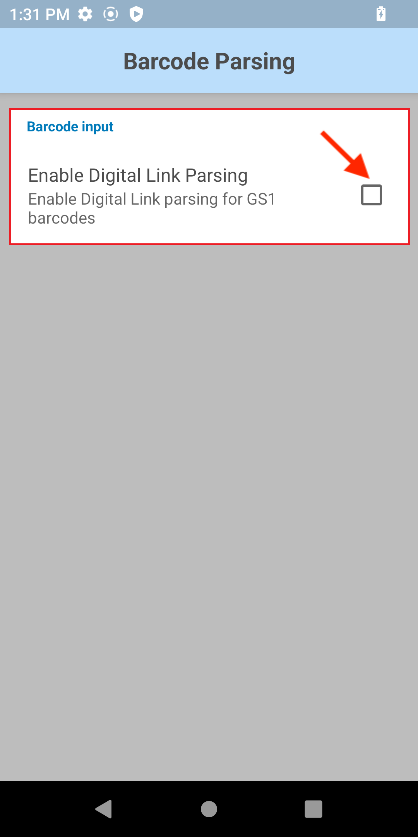 1:31 PM
Barcode Parsing
Barcode input
Enable Digital Link Parsing
Enable Digital Link parsing for GS1
barcodes